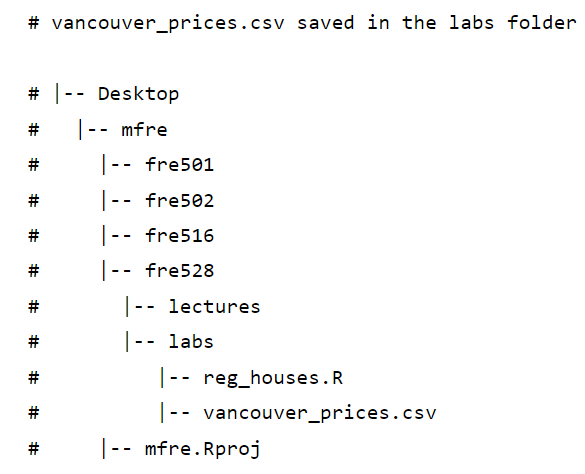 # vancouver_prices.csv saved in the labs folder
# |-- Desktop
#   |-- mfre
#     |-- fre501
#     |-- fre502
#     |-- fre516
#     |-- fre528
#       |-- lectures
#       |-- labs
#          |-- reg_houses.R
#          |-- vancouver_prices.csv
#     |-- mfre.Rproj